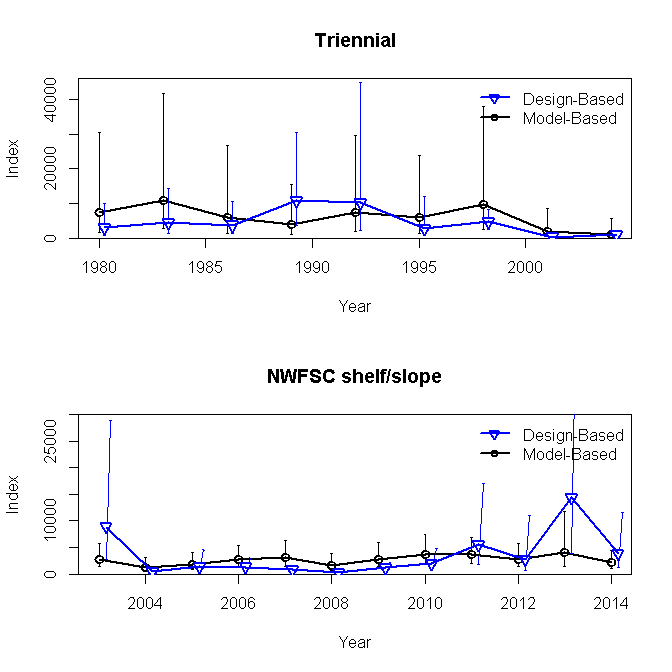 Triennial
Index
0
20000
40000
Design-Based
Model-Based
1980 1985 1990 1995 2000
Year
NWFSC shelf/slope
Index
0
10000
25000
Design-Based
Model-Based
2004 2006 2008 2010 2012 2014
Year